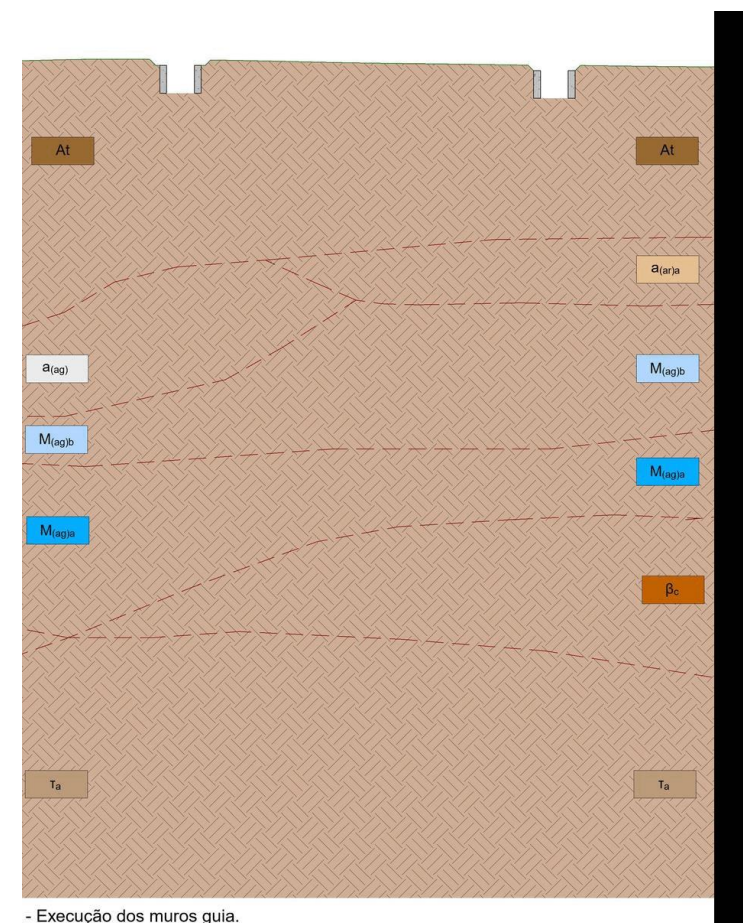 At At
a(ar)a
a(ag) M(ag)b
M(ag)b
M(ag)a
M(ag)a
βc
τa τa
- Execução dos muros guia.